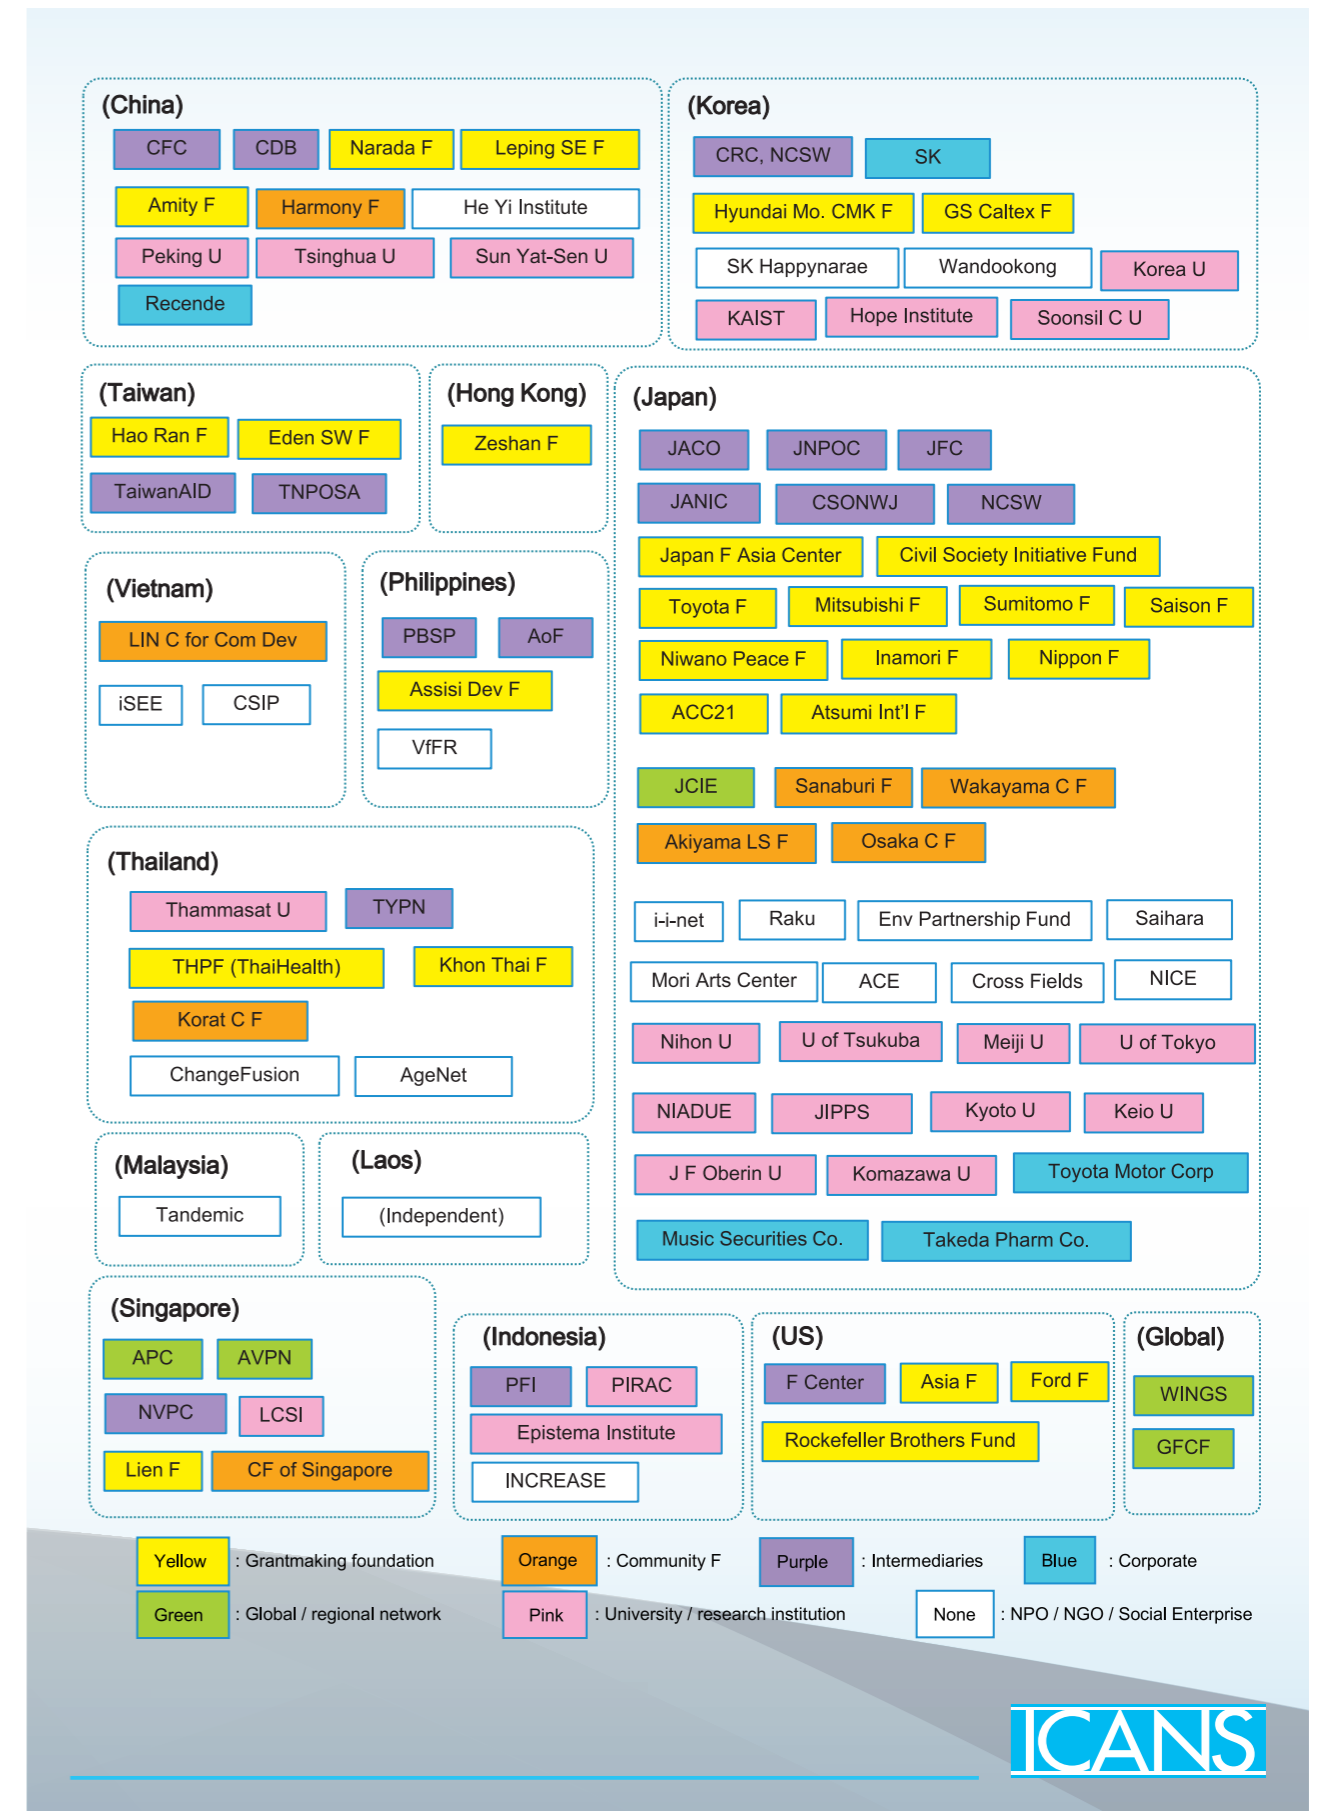 (China)
CFC CDB Narada F Leping SE F
Amity F Harmony F He Yi Institute
Peking U Tsinghua U Sun Yat-Sen U
Recende
(Korea)
CRC, NCSW SK
Hyundai Mo. CMK F GS Caltex F
SK Happynarae Wandookong Korea U
KAIST Hope Institute Soonsil C U
(Taiwan)
Hao Ran F Eden SW F
TaiwanAID TNPOSA
(Hong Kong)
Zeshan F
(Japan)
JACO JNPOC JFC
JANIC CSONWJ NCSW
Japan F Asia Center Civil Society Initiative Fund
Toyota F Mitsubishi F Sumitomo F Saison F
Niwano Peace F Inamori F Nippon F
ACC21 Atsumi Int'l F
JCIE Sanaburi F Wakayama C F
Akiyama LS F Osaka C F
i-i-net Raku Env Partnership Fund Saihara
Mori Arts Center ACE Cross Fields NICE
Nihon U U of Tsukuba Meiji U U of Tokyo
NIADUE JIPPS Kyoto U Keio U
J F Oberin U Komazawa U Toyota Motor Corp
Music Securities Co. Takeda Pharm Co.
(Vietnam)
LIN C for Com Dev
iSEE CSIP
(Philippines)
PBSP AoF
Assisi Dev F
VfFR
(Thailand)
Thammasat U TYPN
THPF (ThaiHealth) Khon Thai F
Korat C F
ChangeFusion AgeNet
(Malaysia)
Tandemic
(Laos)
(Independent)
(Singapore)
APC AVPN
NVPC LCSI
Lien F CF of Singapore
(Indonesia)
PFI PIRAC
Epistema Institute
INCREASE
(US)
F Center Asia F Ford F
Rockefeller Brothers Fund
(Global)
WINGS
GFCF
Yellow : Grantmaking foundation Orange : Community F Purple : Intermediaries Blue : Corporate
Green : Global / regional network Pink : University / research institution None : NPO / NGO / Social Enterprise
ICANS